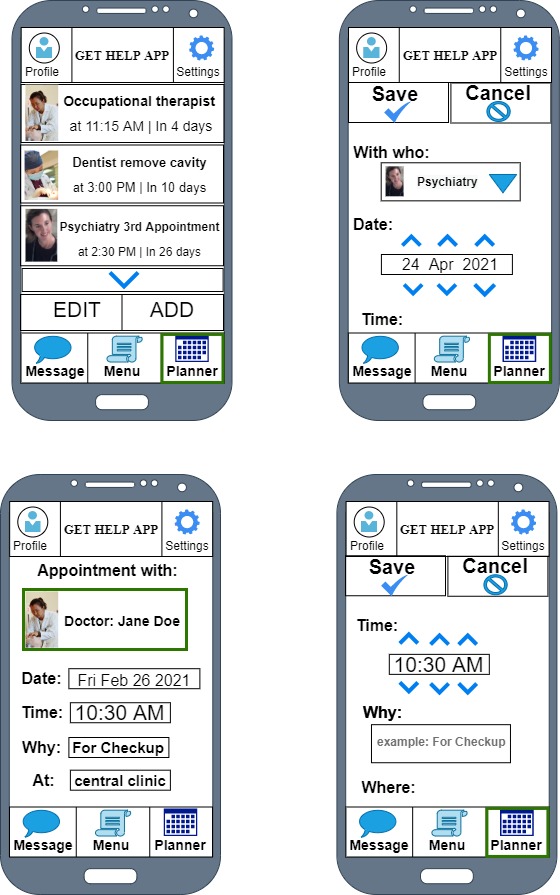 GET HELP APP
Profile
Settings
Occupational therapist
at 11:15 AM | In 4 days
Dentist remove cavity
at 3:00 PM | In 10 days
Psychiatry 3rd Appointment
at 2:30 PM | In 26 days
EDIT
ADD
Message
Menu
Planner
GET HELP APP
Profile
Settings
Save
Cancel
With who:
Psychiatry
Date:
24 Apr 2021
Time:
Message
Menu
Planner
GET HELP APP
Profile
Settings
Appointment with:
Doctor: Jane Doe
Date: Fri Feb 26 2021
Time: 10:30 AM
Why: For Checkup
At: central clinic
Message
Menu
Planner
GET HELP APP
Profile
Settings
Save
Cancel
Time:
10:30 AM
Why:
example: For Checkup
Where:
Message
Menu
Planner